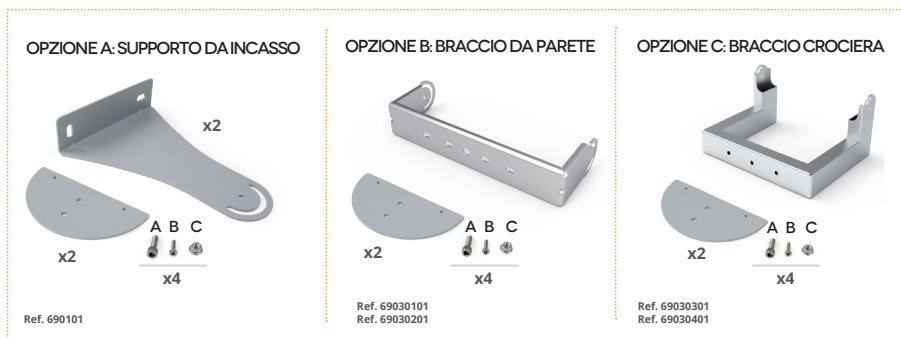 OPZIONE A: SUPPORTO DA INCASSO
x2
x2
A B C
x4
Ref. 690101
OPZIONE B: BRACCIO DA PARETE
x2
A B C
x4
Ref. 69030101
Ref. 69030201
OPZIONE C: BRACCIO CROCIERA
x2
A B C
x4
Ref. 69030301
Ref. 69030401